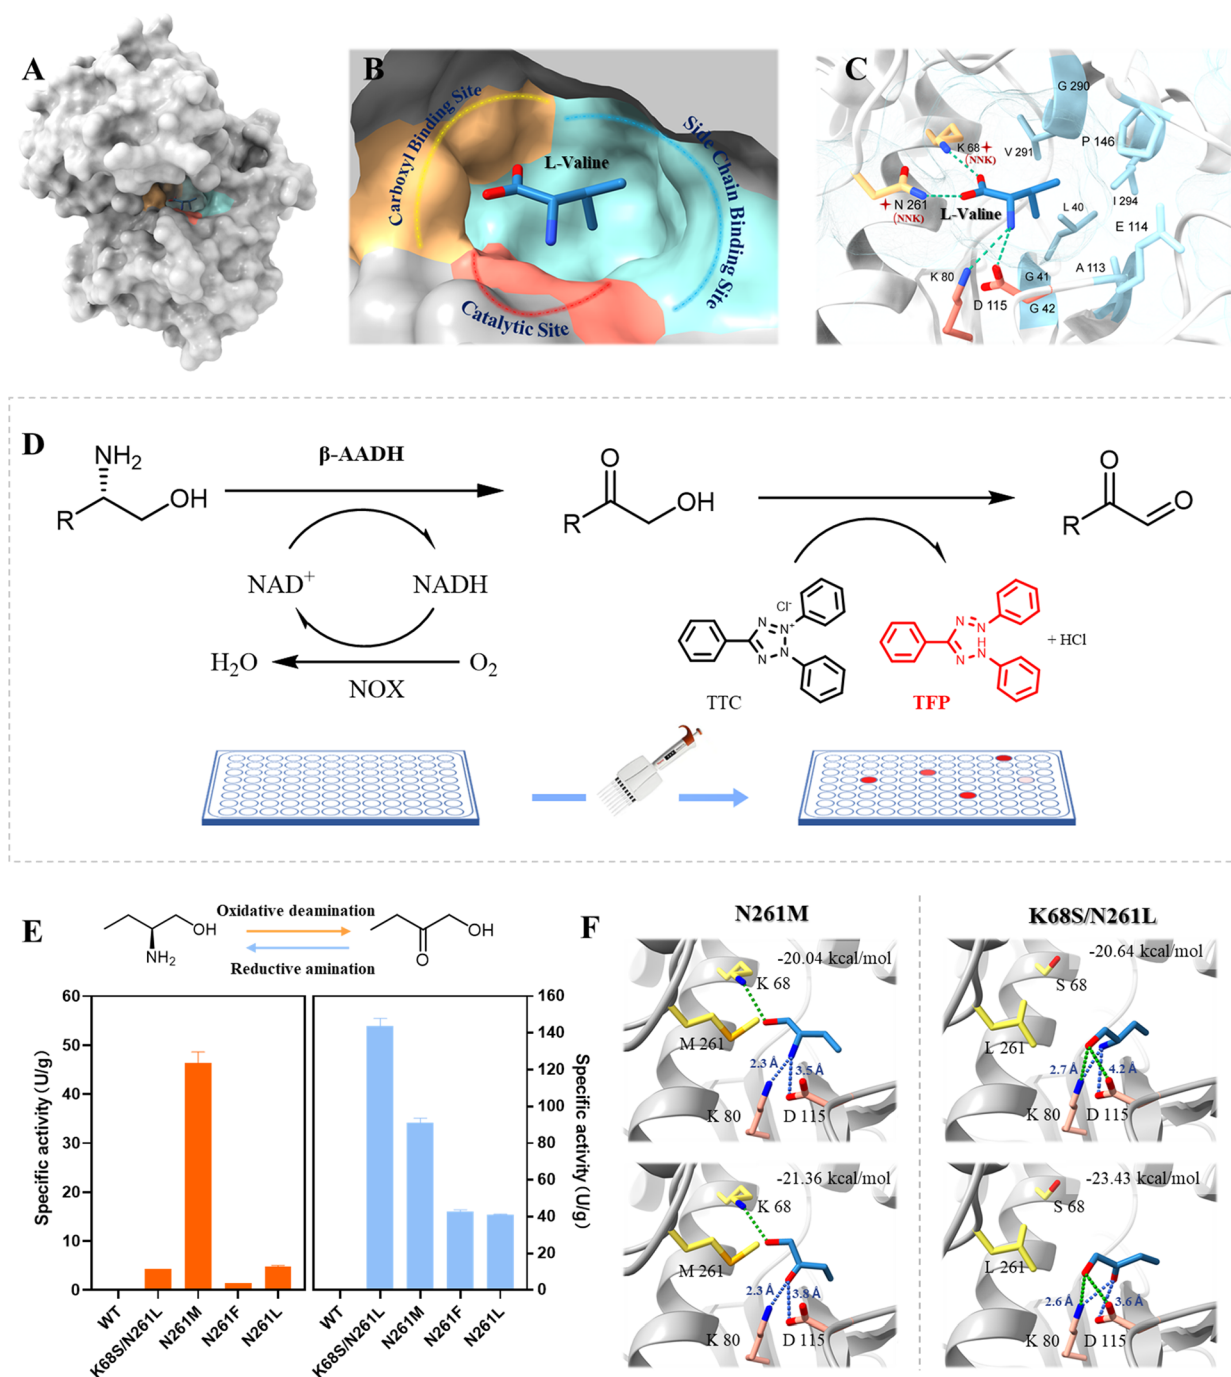 A
B
Carboxyl Binding Site
L-Valine
Side Chain Binding Site
Catalytic Site
C
G 290
K 68
(NNK)
V 291
P 146
N 261
(NNK)
L-Valine
I 294
L 40
E 114
K 80
G 41
A 113
D 115
G 42
D
NH2
β-AADH
O
OH
R
O
OH
R
O
O
R
NAD+
NADH
H2O
O2
NOX
Cl-
N
N+
N
N
TTC
N
N
H
N
N
+ HCl
TFP
E
Oxidative deamination
OH
NH2
OH
O
Reductive amination
Specific activity (U/g)
60
50
40
30
20
10
0
WT
K68S/N261L
N261M
N261F
N261L
160
140
120
100
80
60
40
20
0
Specific activity (U/g)
WT
K68S/N261L
N261M
N261F
N261L
F
N261M
K68S/N261L
-20.04 kcal/mol
K 68
M 261
2.3 Å
3.5 Å
K 80
D 115
-20.64 kcal/mol
S 68
L 261
2.7 Å
4.2 Å
K 80
D 115
-21.36 kcal/mol
K 68
M 261
2.3 Å
3.8 Å
K 80
D 115
-23.43 kcal/mol
S 68
L 261
2.6 Å
3.6 Å
K 80
D 115